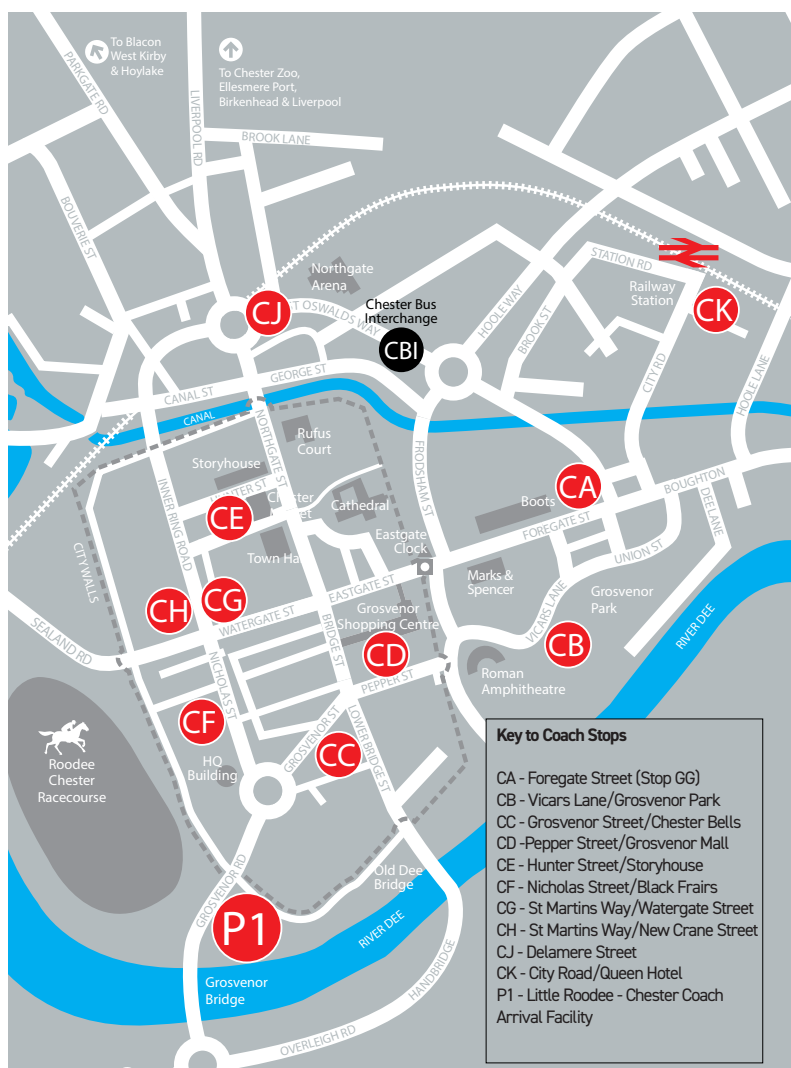 To Blacon
West Kirby
& Hoylake
To Chester Zoo,
Ellesmere Port,
Birkenhead & Liverpool
PARKGATE RD
LIVERPOOL RD
BROOK LANE
BOUVERIE ST
Northgate
Arena
STATION RD
Railway
Station
CK
CJ
ST OSWALDS WAY
Chester Bus
Interchange
CBI
HOOLE WAY
BROOK ST
CITY RD
HOOLE LANE
CANAL ST
GEORGE ST
CANAL
NORTHGATE ST
Rufus
Court
FRODSHAM ST
Storyhouse
HUNTER ST
INNER RING ROAD
CE
Chester
Market
Cathedral
CA
Boots
BOUGHTON
FOREGATE ST
DEE LANE
Town Hall
Eastgate
Clock
UNION ST
CITY WALLS
Marks &
Spencer
Grosvenor
Park
CH
CG
EASTGATE ST
WATERGATE ST
VICARS LANE
Grosvenor
Shopping Centre
SEALAND RD
BRIDGE ST
CD
CB
RIVER DEE
NICHOLAS ST
PEPPER ST
Roman
Amphitheatre
CF
GROSVENOR ST
LOWER BRIDGE ST
CC
HQ
Building
Roodee
Chester
Racecourse
GROSVENOR RD
Old Dee
Bridge
P1
RIVER DEE
HANDBRIDGE
Grosvenor
Bridge
OVERLEIGH RD
Key to Coach Stops
CA - Foregate Street (Stop GG)
CB - Vicars Lane/Grosvenor Park
CC - Grosvenor Street/Chester Bells
CD -Pepper Street/Grosvenor Mall
CE - Hunter Street/Storyhouse
CF - Nicholas Street/Black Frairs
CG - St Martins Way/Watergate Street
CH - St Martins Way/New Crane Street
CJ - Delamere Street
CK - City Road/Queen Hotel
P1 - Little Roodee - Chester Coach
Arrival Facility